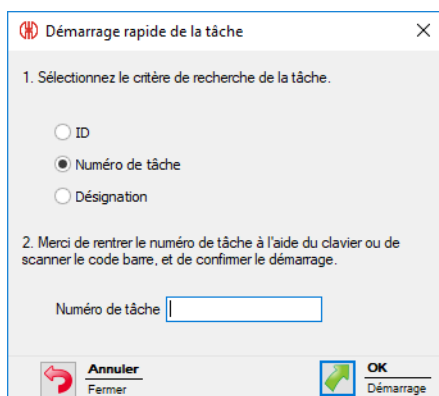 Démarrage rapide de la tâche
1. Sélectionnez le critère de recherche de la tâche.
ID
Numéro de tâche
Désignation
2. Merci de rentrer le numéro de tâche à l'aide du clavier ou de
scanner le code barre, et de confirmer le démarrage.
Numéro de tâche
Annuler
Fermer
OK
Démarrage